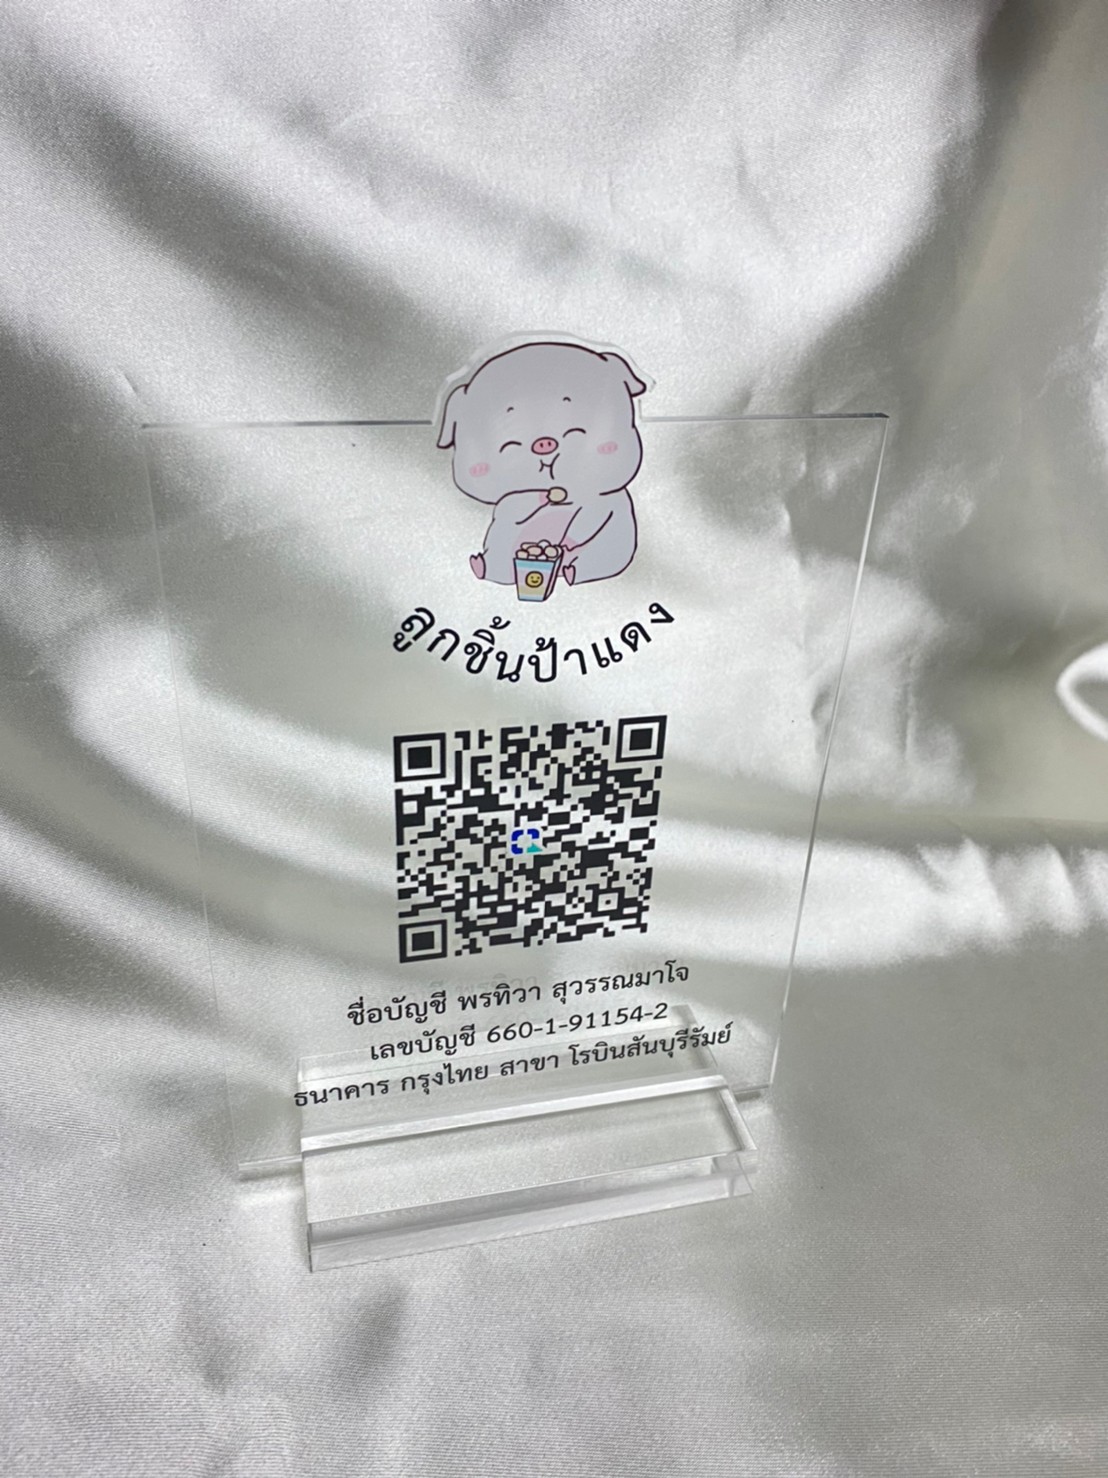 ลูกชิ้นป้าแดง
ชื่อบัญชี พรทิวา สุวรรณมาโจ
เลขบัญชี 660-1-91154-2
ธนาคาร กรุงไทย สาขา โรบินสันบุรีรัมย์